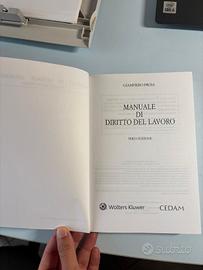 GIAMPIERO PROIA
MANUALE
DI
DIRITTO DEL LAVORO
TERZA EDIZIONE
Wolters Kluwer
CEDAM
subito